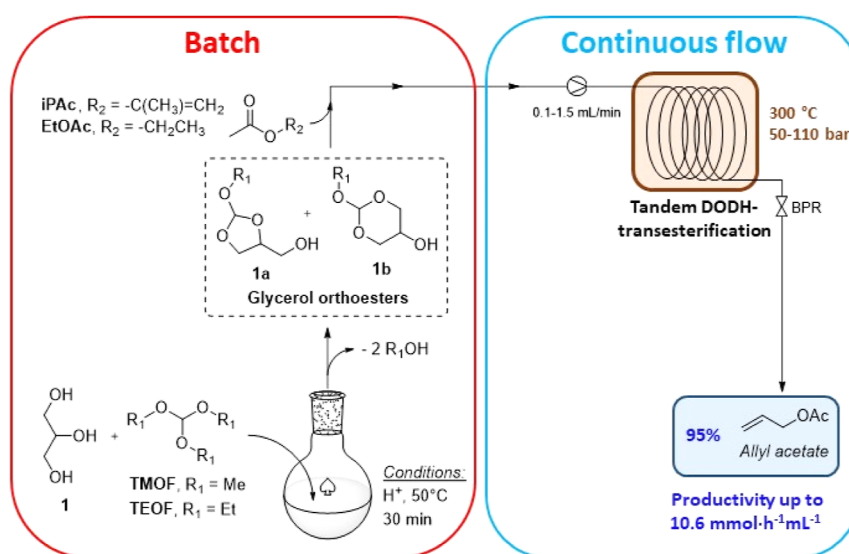 Batch
Continuous flow
iPAc, R2 = -C(CH3)=CH2
EtOAc, R2 = -CH2CH3
O
O
R2
0.1-1.5 mL/min
300 °C
50-110 bar
Tandem DODH-
transesterification
BPR
R1
O
O
O
OH
1a
+
R1
O
O
O
OH
1b
Glycerol orthoesters
- 2 R1OH
OH
OH
OH
1
+
R1
O
O
R1
O
R1
TMOF, R1 = Me
TEOF, R1 = Et
♤
Conditions:
H+, 50°C
30 min
95%
OAc
Allyl acetate
Productivity up to
10.6 mmol·h-1mL-1